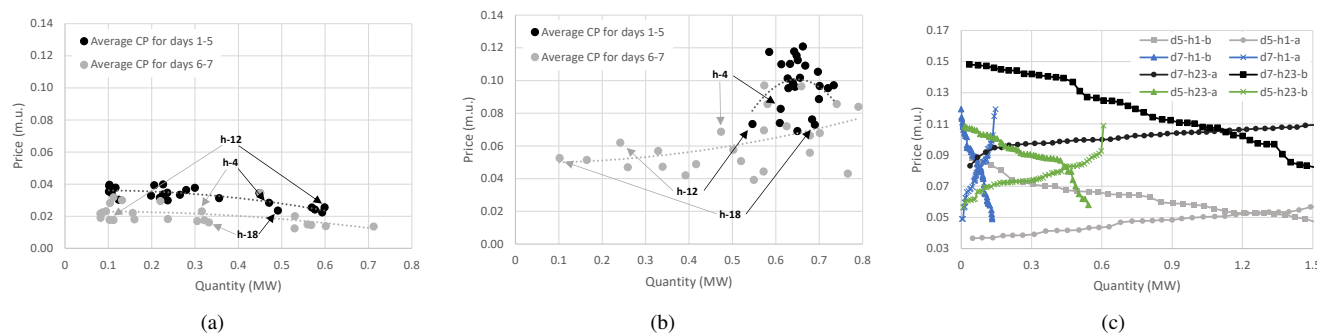 0.14
0.12
0.10
0.08
0.06
0.04
0.02
0.00
Price (m.u.)
Average CP for days 1-5
Average CP for days 6-7
h-12
h-4
h-18
0 0.1 0.2 0.3 0.4 0.5 0.6 0.7 0.8
Quantity (MW)
(a)
0.14
0.12
0.10
0.08
0.06
0.04
0.02
0.00
Price (m.u.)
Average CP for days 1-5
Average CP for days 6-7
h-4
h-12
h-18
0 0.1 0.2 0.3 0.4 0.5 0.6 0.7 0.8
Quantity (MW)
(b)
0.17
0.15
0.13
0.11
0.09
0.07
0.05
0.03
Price (m.u.)
d5-h1-b d5-h1-a
d7-h1-b d7-h1-a
d7-h23-a d7-h23-b
d5-h23-a d5-h23-b
0 0.3 0.6 0.9 1.2 1.5
Quantity (MW)
(c)